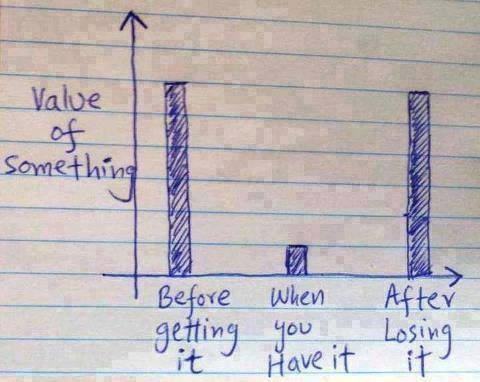 Value
of
something
Before
getting
it
When
you
Have it
After
Losing
it